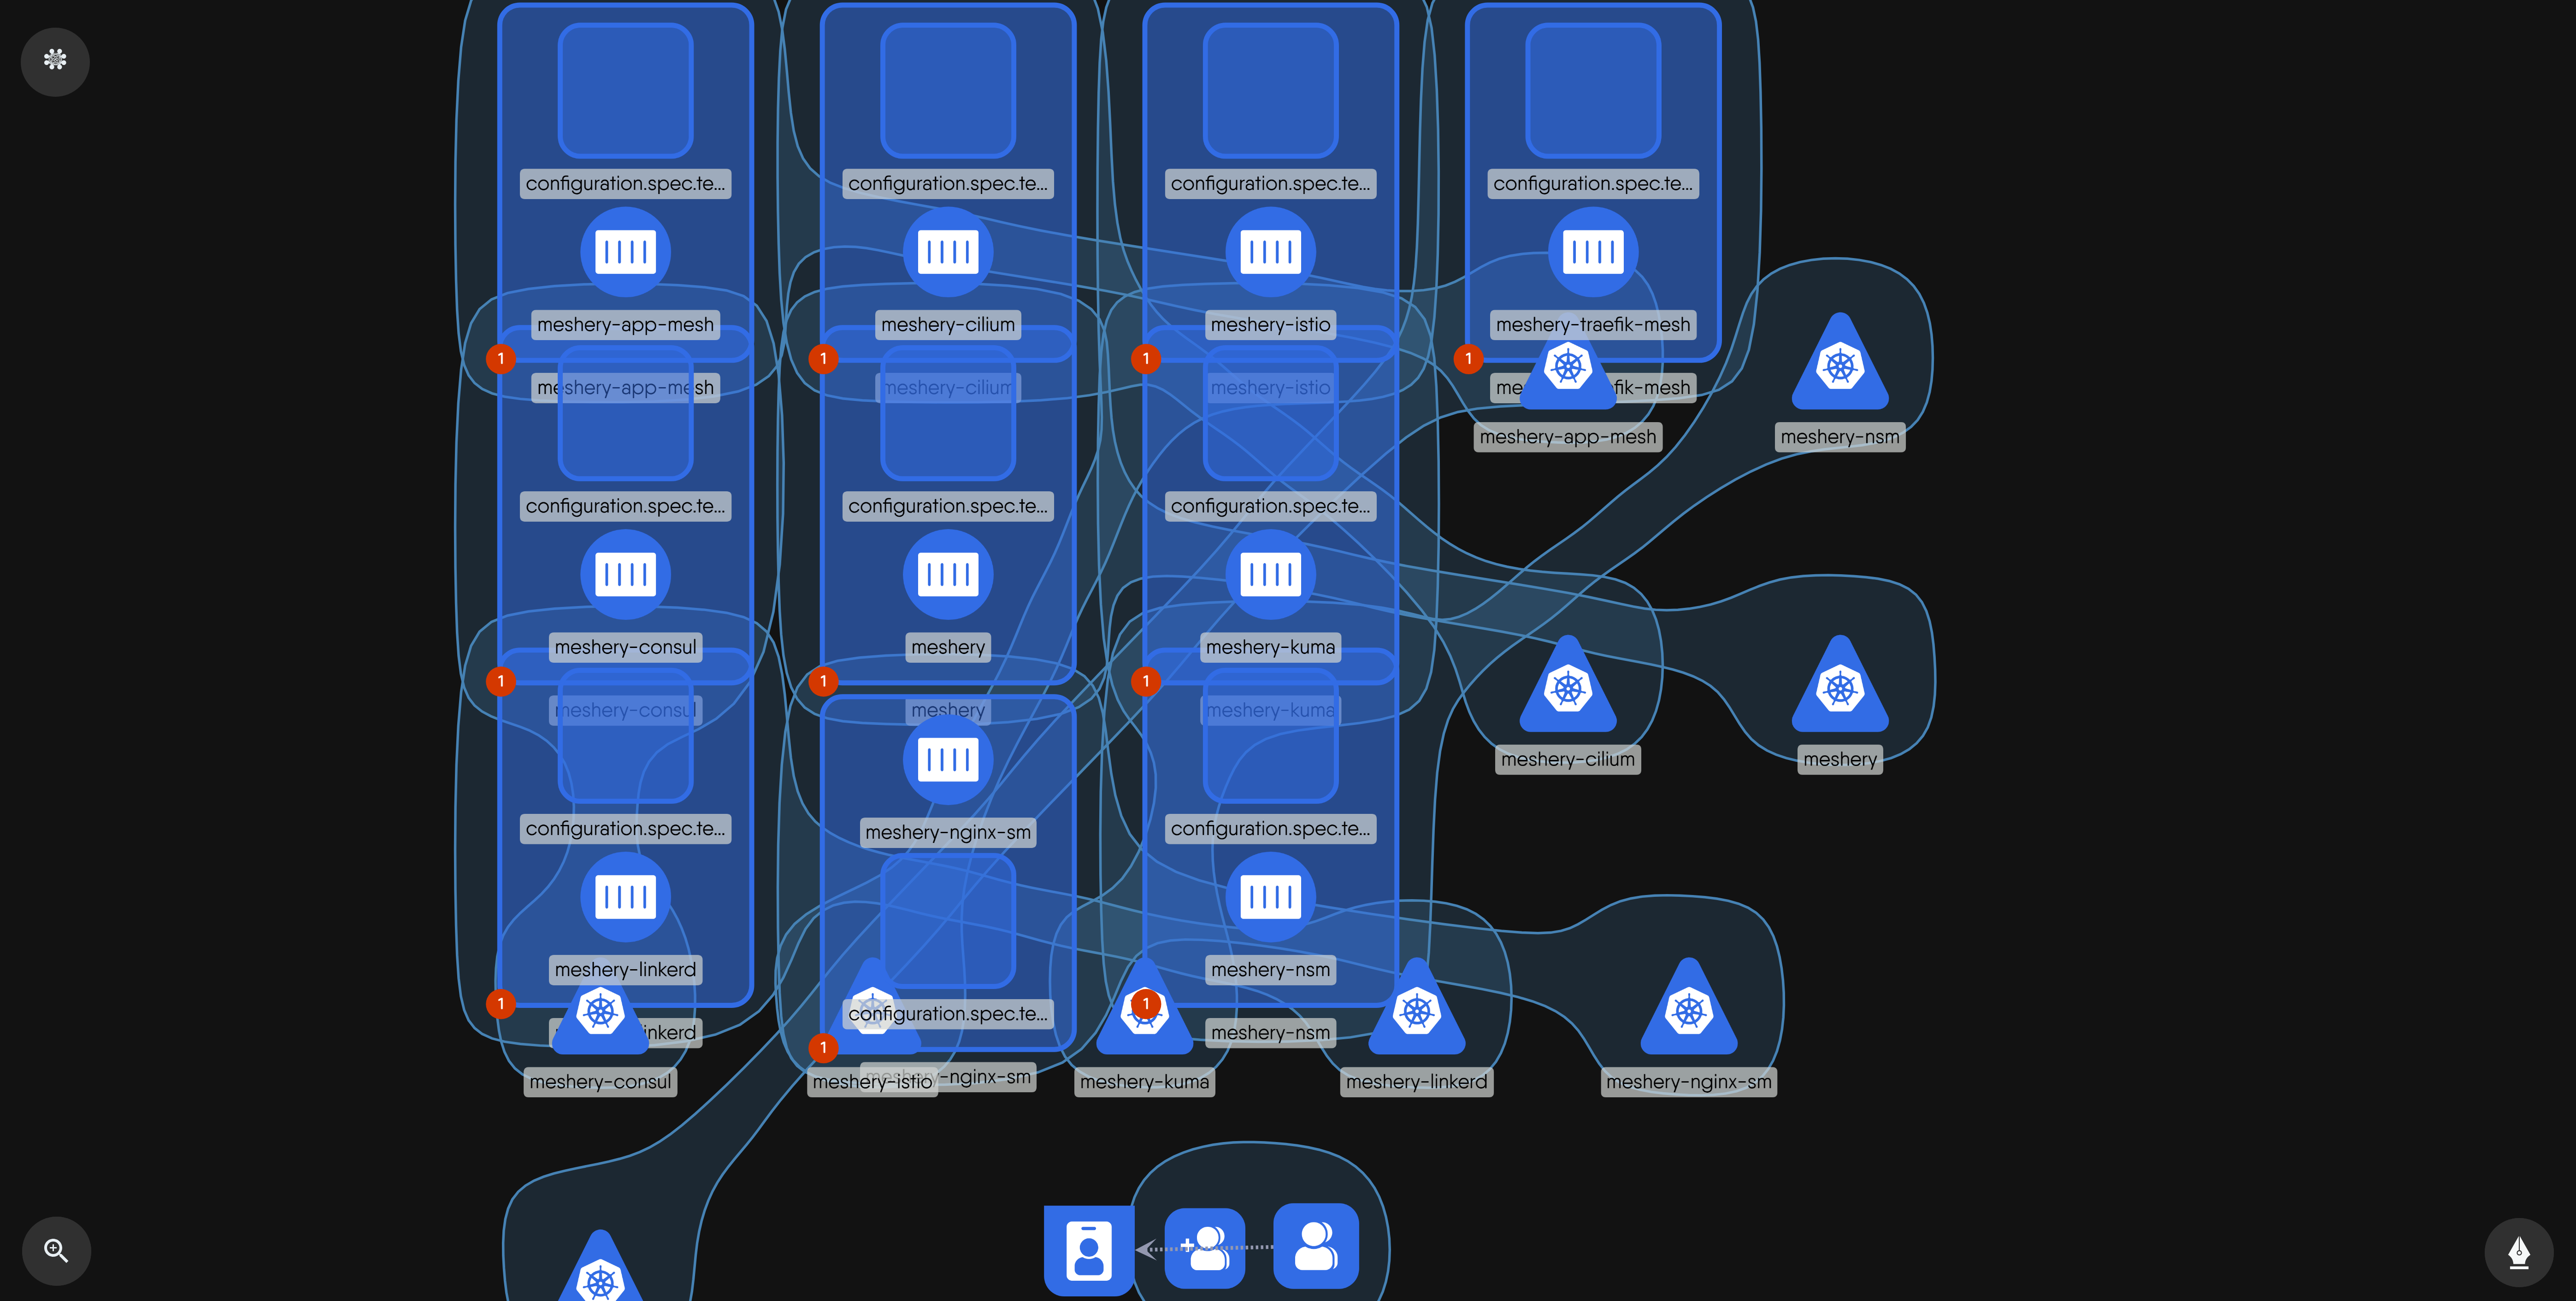 configuration.spec.te...
configuration.spec.te...
configuration.spec.te...
configuration.spec.te...
meshery-app-mesh
meshery-cilium
meshery-istio
meshery-traefik-mesh
1
1
1
1
meshery-app-mesh
meshery-cilium
meshery-istio
me fik-mesh
meshery-app-mesh
meshery-nsm
configuration.spec.te...
configuration.spec.te...
configuration.spec.te...
meshery-consul
meshery
meshery-kuma
1
1
1
meshery-consul
meshery
meshery-kuma
meshery-cilium
meshery
configuration.spec.te...
meshery-nginx-sm
configuration.spec.te...
meshery-linkerd
meshery-nsm
1
1
configuration.spec.te...
inkerd
meshery-nsm
1
meshery-consul
meshery-istio
-nginx-sm
meshery-kuma
meshery-linkerd
meshery-nginx-sm